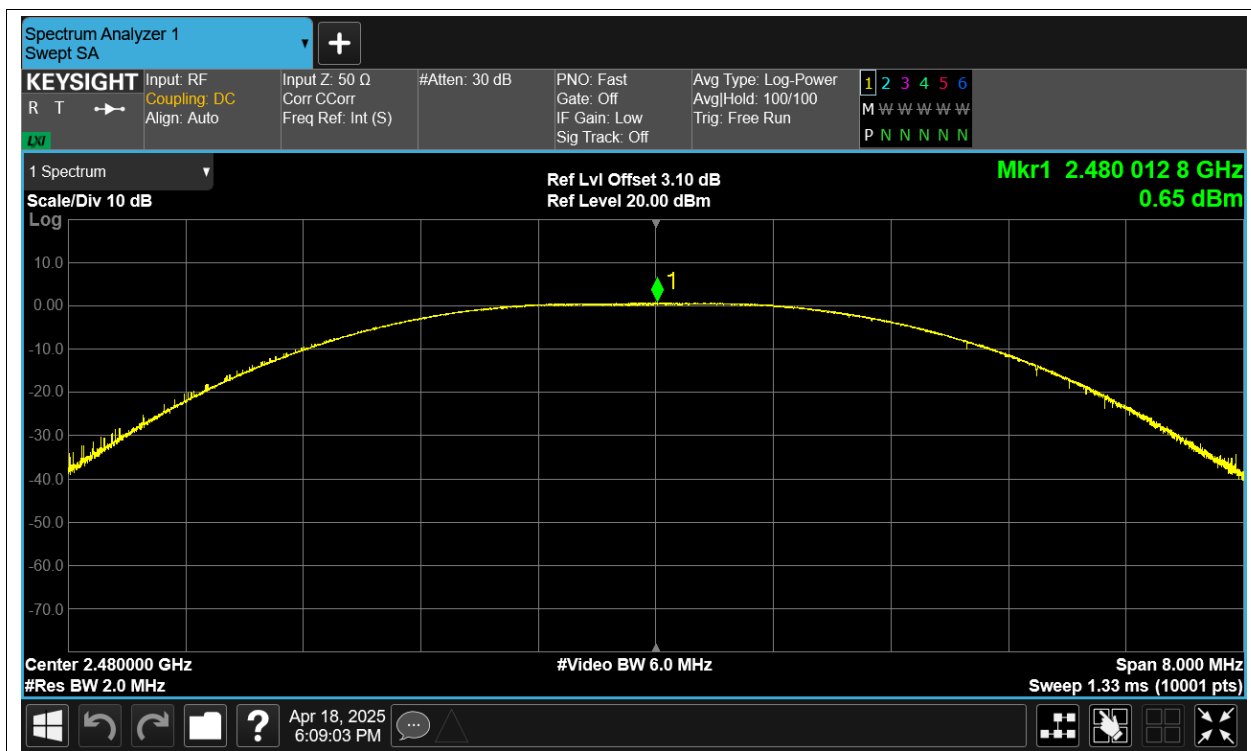 Spectrum Analyzer 1
Swept SA
KEYSIGHT
R T
LXI
Input: RF
Coupling: DC
Align: Auto
Input Z: 50 Ω
Corr CCorr
Freq Ref: Int (S)
#Atten: 30 dB
PNO: Fast
Gate: Off
IF Gain: Low
Sig Track: Off
Avg Type: Log-Power
Avg|Hold: 100/100
Trig: Free Run
1 2 3 4 5 6
M W W W W W
P N N N N N
1 Spectrum
Scale/Div 10 dB
Log
Ref Lvl Offset 3.10 dB
Ref Level 20.00 dBm
Mkr1 2.480 012 8 GHz
0.65 dBm
1
10.0
0.00
-10.0
-20.0
-30.0
-40.0
-50.0
-60.0
-70.0
Center 2.480000 GHz
#Res BW 2.0 MHz
#Video BW 6.0 MHz
Span 8.000 MHz
Sweep 1.33 ms (10001 pts)
?
Apr 18, 2025
6:09:03 PM